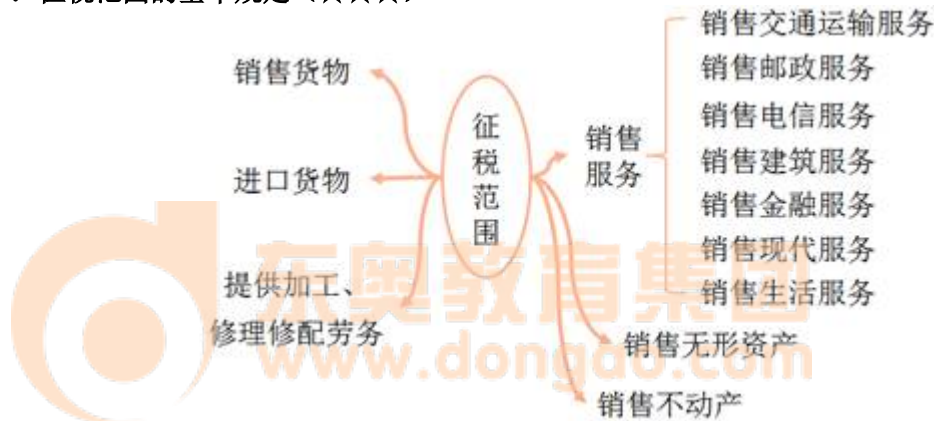 销售货物
进口货物
提供加工、
修理修配劳务
征
税
范
围
销售
服务
销售交通运输服务
销售邮政服务
销售电信服务
销售建筑服务
销售金融服务
销售现代服务
销售生活服务
销售无形资产
销售不动产
东奥教育集团
www.dongao.com